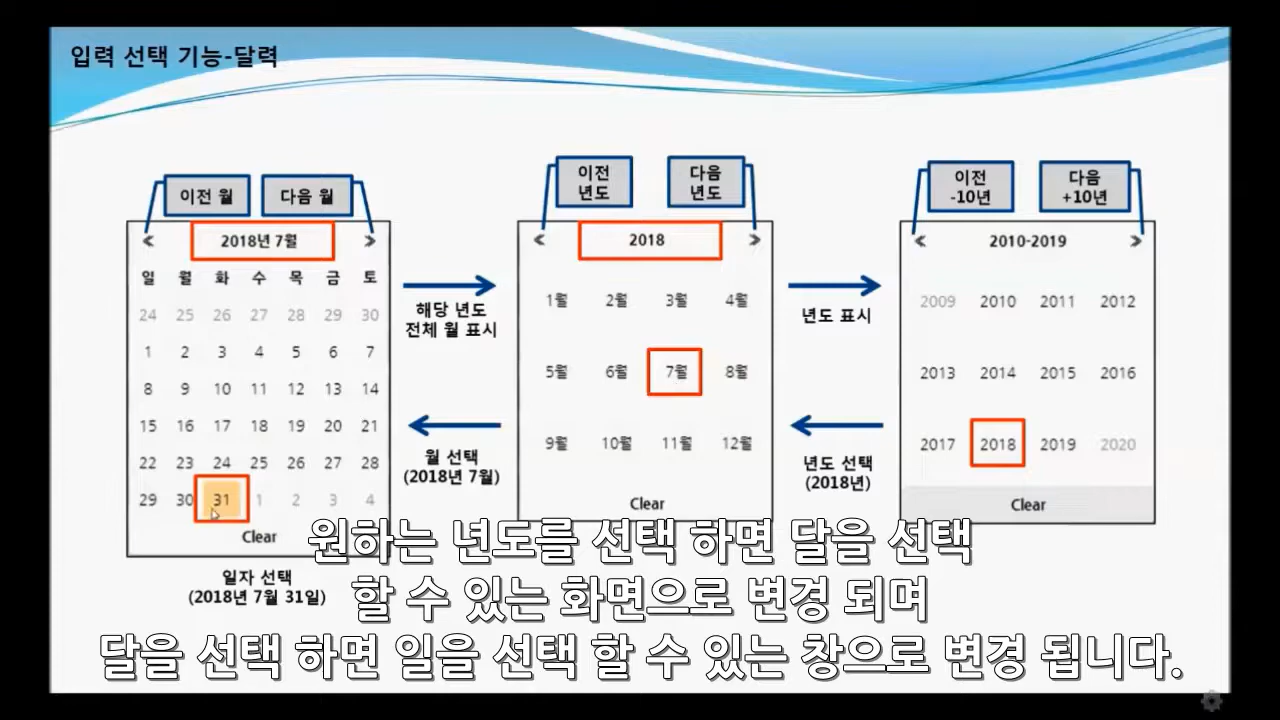 입력 선택 기능-달력
이전 월
다음 월
2018년 7월
일 월 화 수 목 금 토
24 25 26 27 28 29 30
1 2 3 4 5 6 7
8 9 10 11 12 13 14
15 16 17 18 19 20 21
22 23 24 25 26 27 28
29 30 31 1 2 3 4
Clear
일자 선택
(2018년 7월 31일)
해당 년도
전체 월 표시
월 선택
(2018년 7월)
이전
년도
다음
년도
2018
1월 2월 3월 4월
5월 6월 7월 8월
9월 10월 11월 12월
Clear
년도 표시
년도 선택
(2018년)
이전
-10년
다음
+10년
2010-2019
2009 2010 2011 2012
2013 2014 2015 2016
2017 2018 2019 2020
Clear
원하는 년도를 선택 하면 달을 선택
할 수 있는 화면으로 변경 되며
달을 선택 하면 일을 선택 할 수 있는 창으로 변경 됩니다.